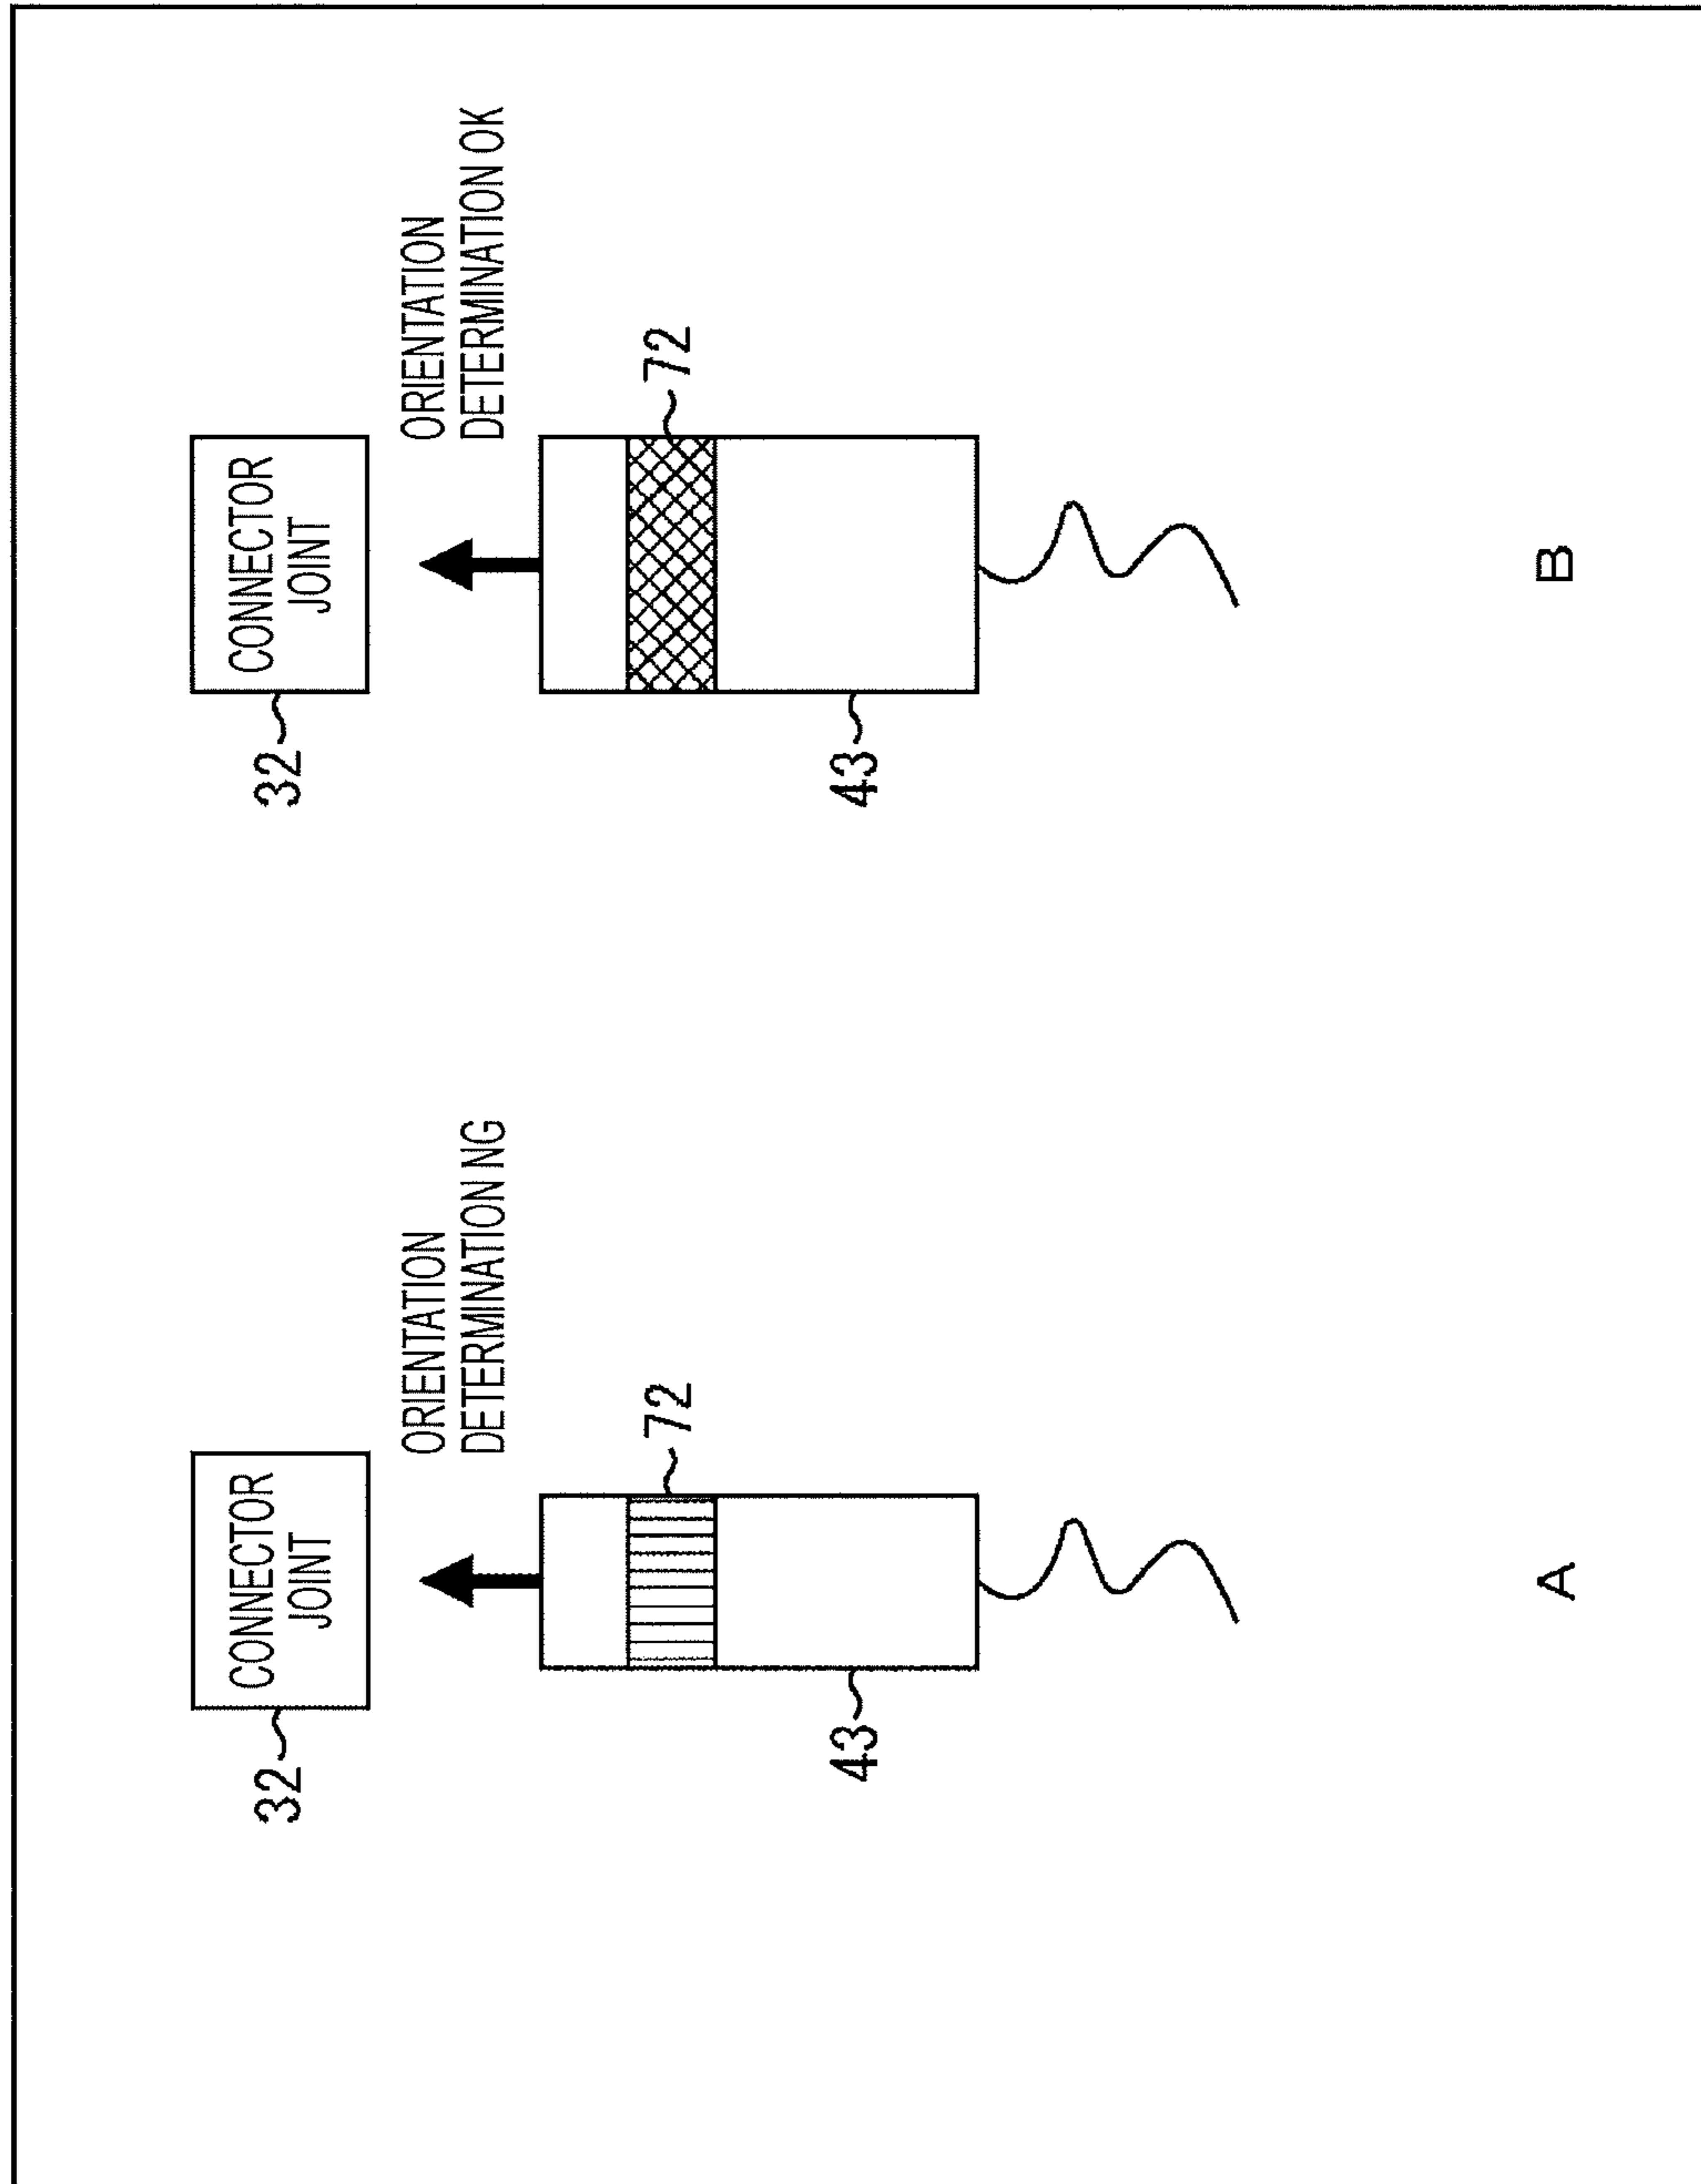 CONNECTOR
JOINT
32
ORIENTATION
DETERMINATION NG
72
43
A
CONNECTOR
JOINT
32
ORIENTATION
DETERMINATION OK
72
43
B